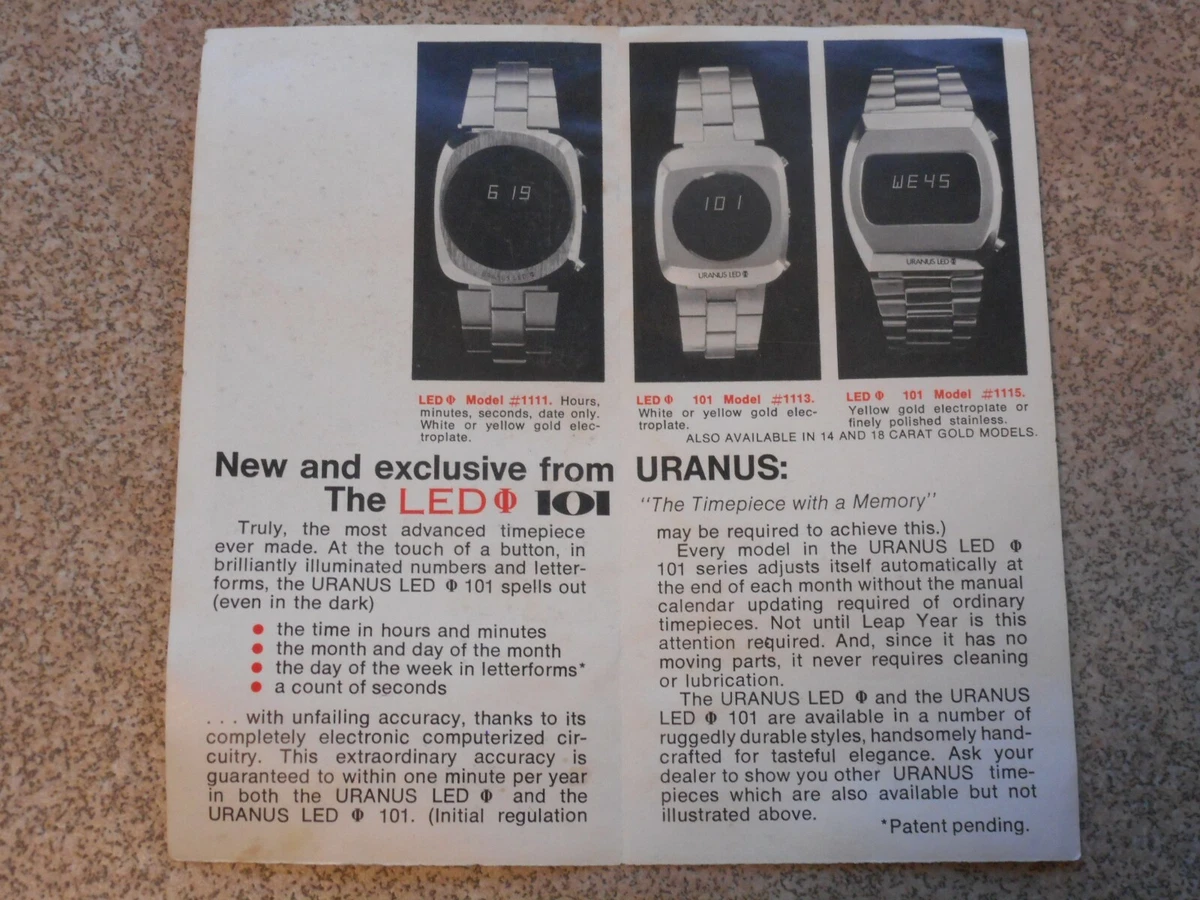 6 19
URANUS LED Φ
101
URANUS LED Φ
WE45
URANUS LED Φ
LED Φ Model #1111. Hours,
minutes, seconds, date only.
White or yellow gold elec-
troplate.
LED Φ 101 Model #1113.
White or yellow gold elec-
troplate.
LED Φ 101 Model #1115.
Yellow gold electroplate or
finely polished stainless.
ALSO AVAILABLE IN 14 AND 18 CARAT GOLD MODELS.
New and exclusive from URANUS:
The LED Φ 101 "The Timepiece with a Memory"
Truly, the most advanced timepiece
ever made. At the touch of a button, in
brilliantly illuminated numbers and letter-
forms, the URANUS LED Φ 101 spells out
(even in the dark)
• the time in hours and minutes
• the month and day of the month
• the day of the week in letterforms*
• a count of seconds
. . . with unfailing accuracy, thanks to its
completely electronic computerized cir-
cuitry. This extraordinary accuracy is
guaranteed to within one minute per year
in both the URANUS LED Φ and the
URANUS LED Φ 101. (Initial regulation
may be required to achieve this.)
Every model in the URANUS LED Φ
101 series adjusts itself automatically at
the end of each month without the manual
calendar updating required of ordinary
timepieces. Not until Leap Year is this
attention required. And, since it has no
moving parts, it never requires cleaning
or lubrication.
The URANUS LED Φ and the URANUS
LED Φ 101 are available in a number of
ruggedly durable styles, handsomely hand-
crafted for tasteful elegance. Ask your
dealer to show you other URANUS time-
pieces which are also available but not
illustrated above.
*Patent pending.